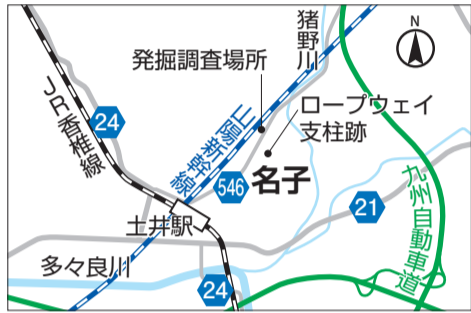 猪野川
N
発掘調査場所
ロープウェイ
支柱跡
JR香椎線
24
山陽新幹線
546
名子
21
九州自動車道
土井駅
多々良川
24